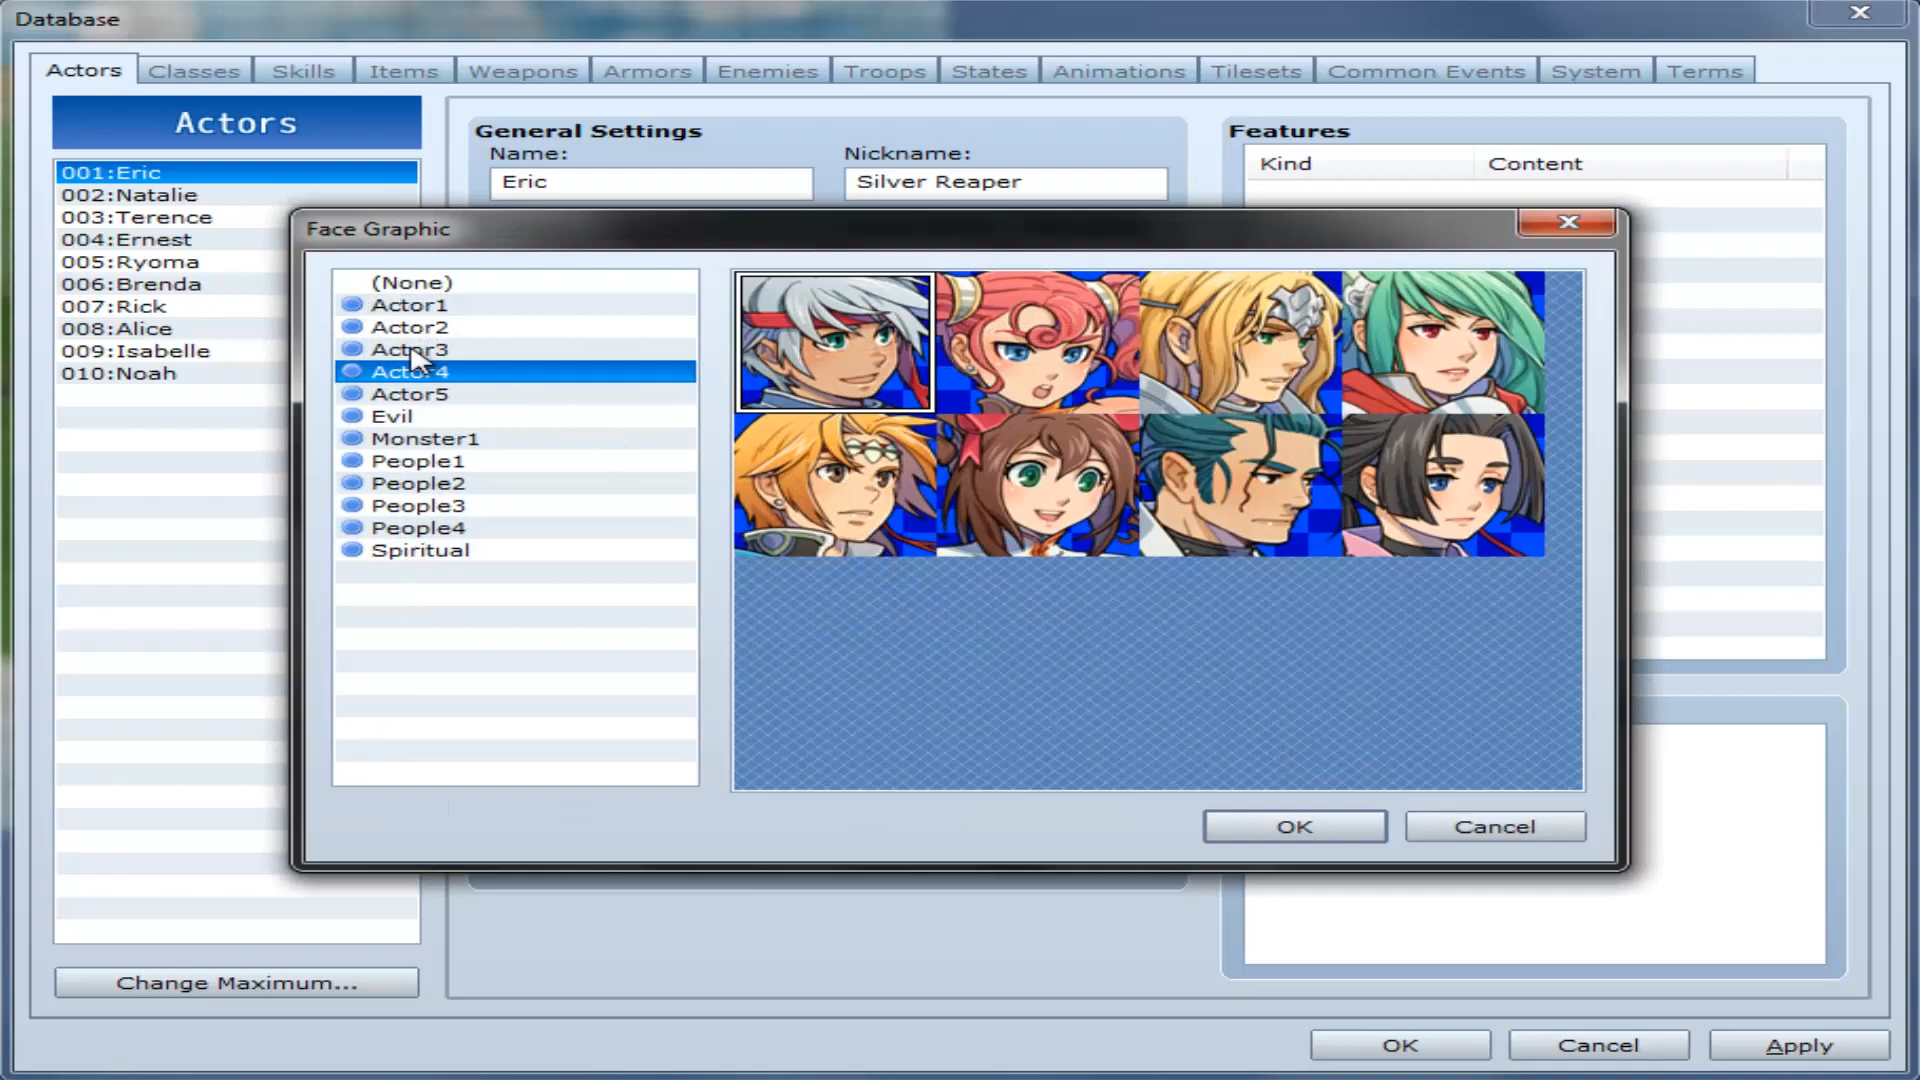 Database
Actors Classes Skills Items Weapons Armors Enemies Troops States Animations Tilesets Common Events System Terms
Actors
001:Eric
002:Natalie
003:Terence
004:Ernest
005:Ryoma
006:Brenda
007:Rick
008:Alice
009:Isabelle
010:Noah
Change Maximum...
General Settings
Name: Nickname:
Eric Silver Reaper
Features
Kind Content
Face Graphic
(None)
Actor1
Actor2
Actor3
Actor4
Actor5
Evil
Monster1
People1
People2
People3
People4
Spiritual
OK Cancel
OK Cancel Apply